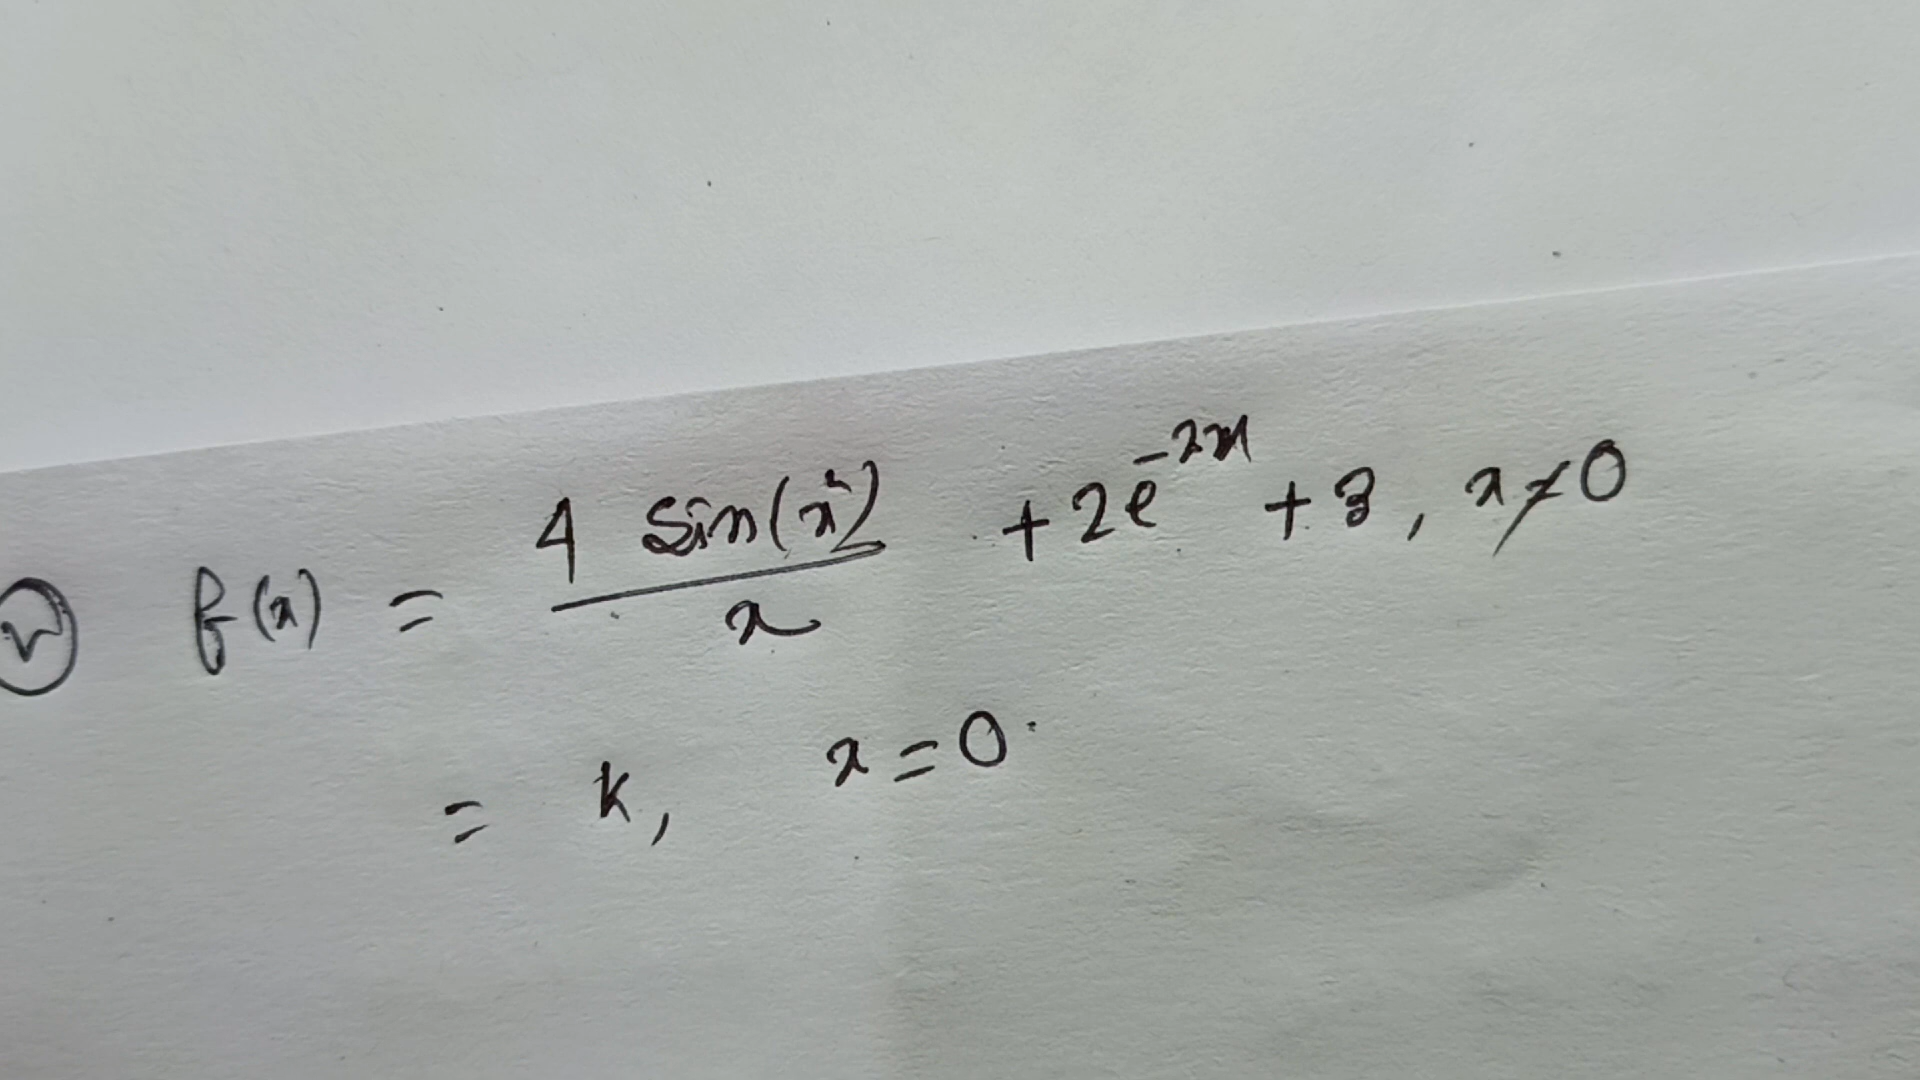 (v) f(x) = 4 sin(x²) / x + 2e^{-2x} + 3, x ≠ 0
= k, x = 0